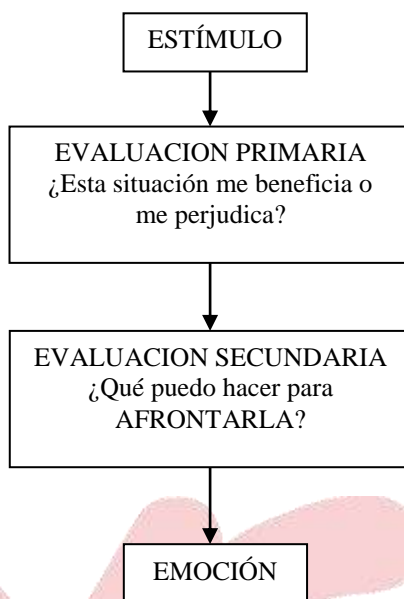 ESTÍMULO
EVALUACION PRIMARIA
¿Esta situación me beneficia o
me perjudica?
EVALUACION SECUNDARIA
¿Qué puedo hacer para
AFRONTARLA?
EMOCIÓN